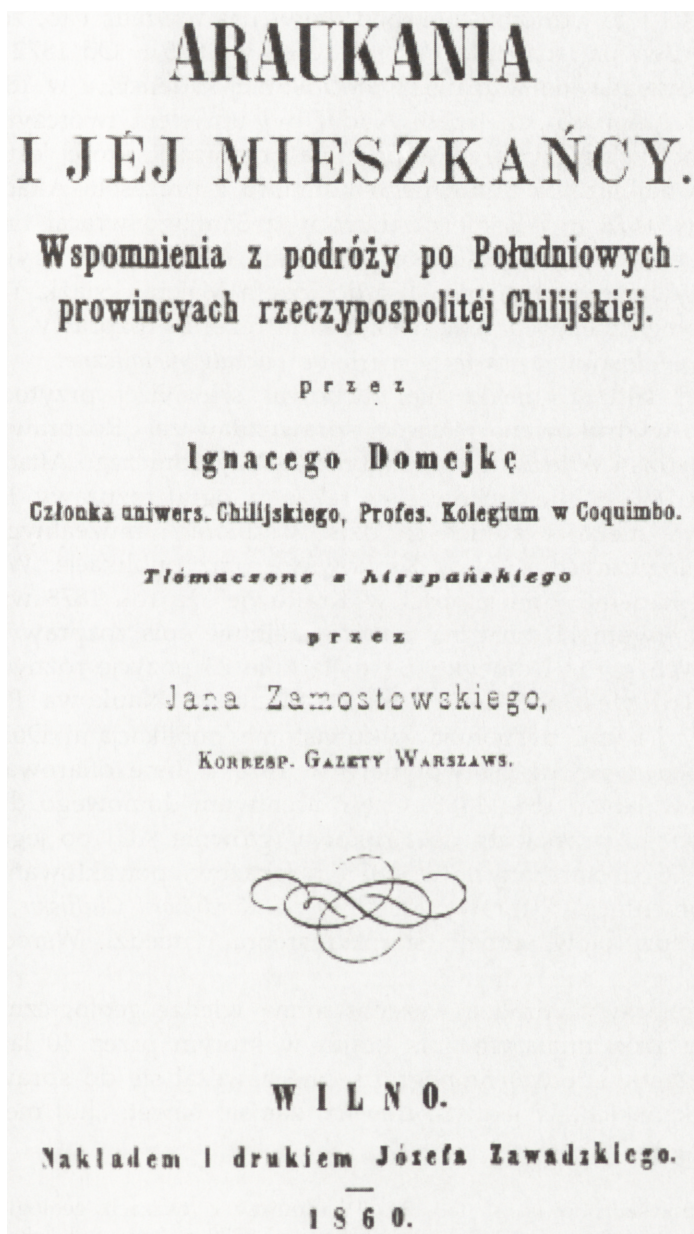 ARAUKANIA
I JÉJ MIESZKAŃCY.
Wspomnienia z podróży po Południowych
prowincyach rzeczypospolitéj Chilijskiéj.
przez
Ignacego Domejkę
Członka uniwers. Chilijskiego, Profes. Kolegium w Coquimbo.
Tłómaczone z hiszpańskiego
przez
Jana Zamostowskiego,
KORRESP. GAZETY WARSZAWS.
WILNO.
Nakładem i drukiem Józefa Zawadzkiego.
1860.